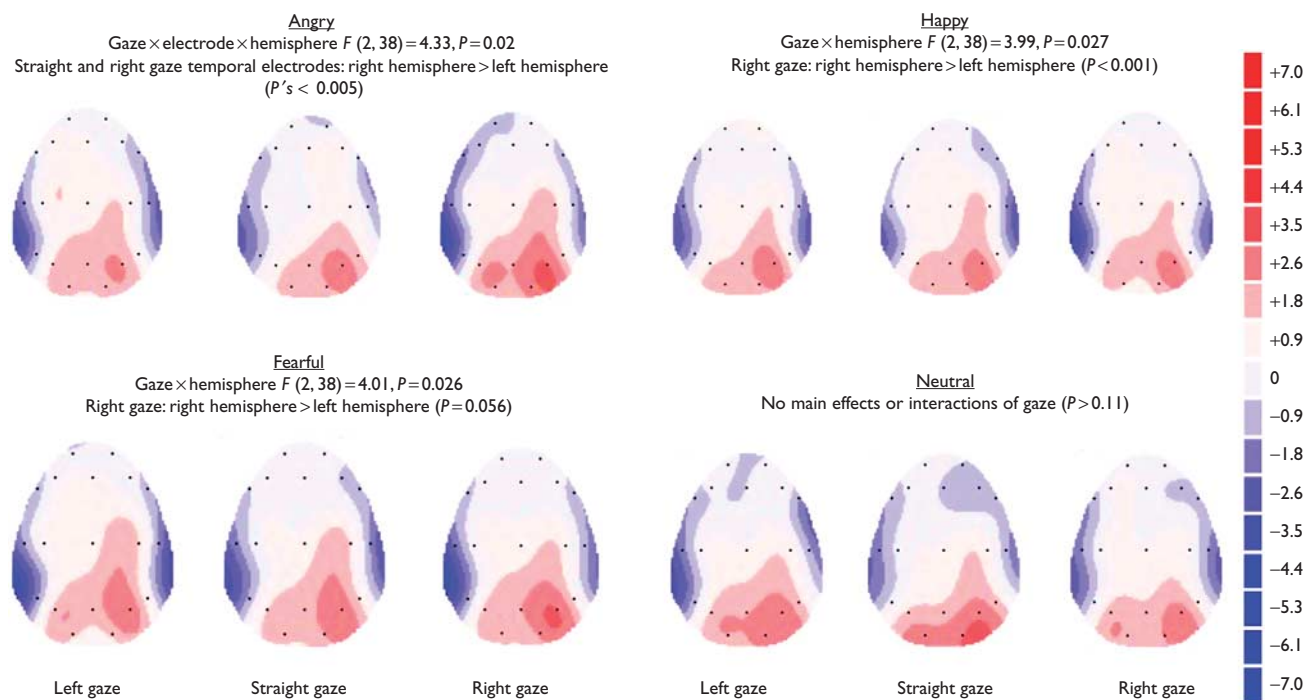 Angry
Gaze×electrode×hemisphere F (2, 38)=4.33, P=0.02
Straight and right gaze temporal electrodes: right hemisphere>left hemisphere
(P's < 0.005)
Happy
Gaze×hemisphere F (2, 38)=3.99, P=0.027
Right gaze: right hemisphere>left hemisphere (P<0.001)
Fearful
Gaze×hemisphere F (2, 38)=4.01, P=0.026
Right gaze: right hemisphere>left hemisphere (P=0.056)
Neutral
No main effects or interactions of gaze (P>0.11)
Left gaze
Straight gaze
Right gaze
Left gaze
Straight gaze
Right gaze
+7.0
+6.1
+5.3
+4.4
+3.5
+2.6
+1.8
+0.9
0
−0.9
−1.8
−2.6
−3.5
−4.4
−5.3
−6.1
−7.0